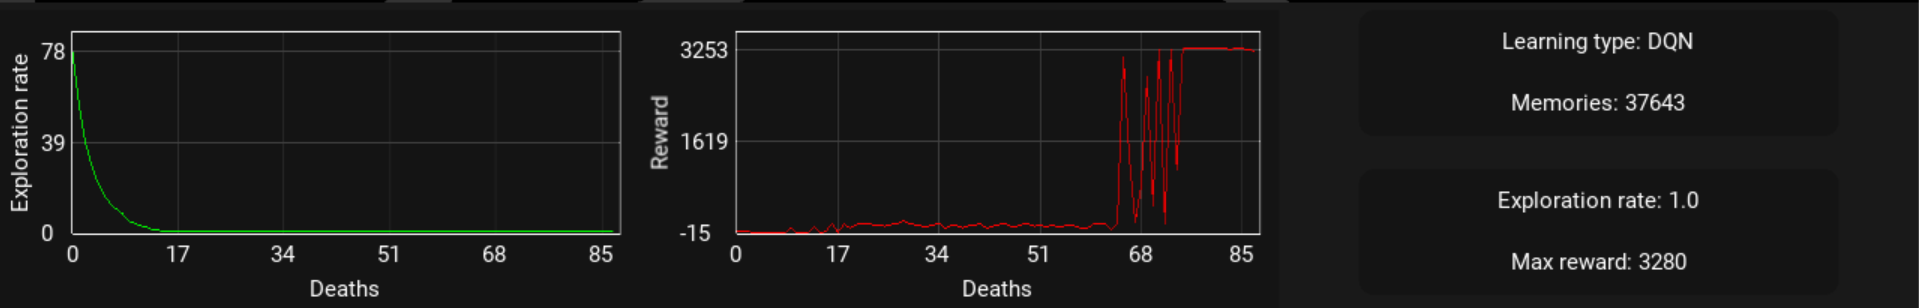 Exploration rate
78
39
0
0 17 34 51 68 85
Deaths
Reward
3253
1619
-15
0 17 34 51 68 85
Deaths
Learning type: DQN
Memories: 37643
Exploration rate: 1.0
Max reward: 3280